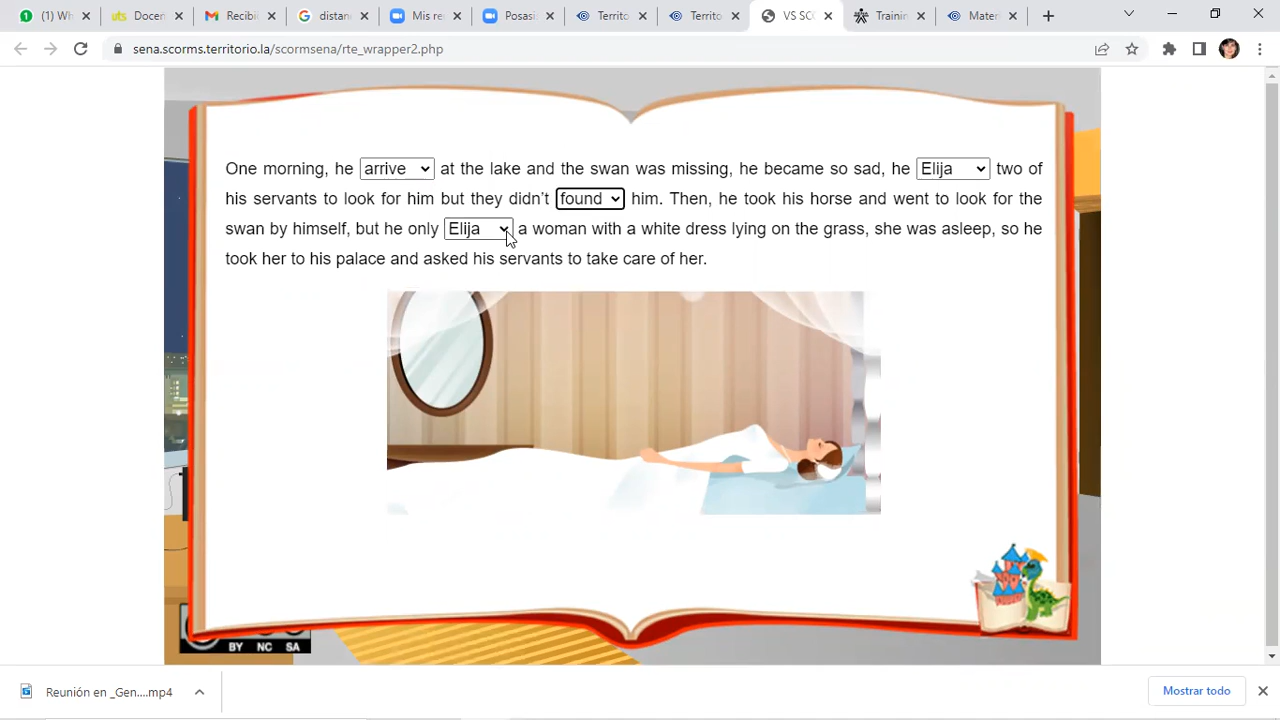 (1) Wh
Docen
Recibi
distanc
Mis re
Posasi
Territo
Territo
VS SCO
Trainin
Mater
sena.scorms.territorio.la/scormsena/rte_wrapper2.php
One morning, he arrive at the lake and the swan was missing, he became so sad, he Elija two of
his servants to look for him but they didn’t found him. Then, he took his horse and went to look for the
swan by himself, but he only Elija a woman with a white dress lying on the grass, she was asleep, so he
took her to his palace and asked his servants to take care of her.
BY NC SA
Reunión en _Gen....mp4
Mostrar todo